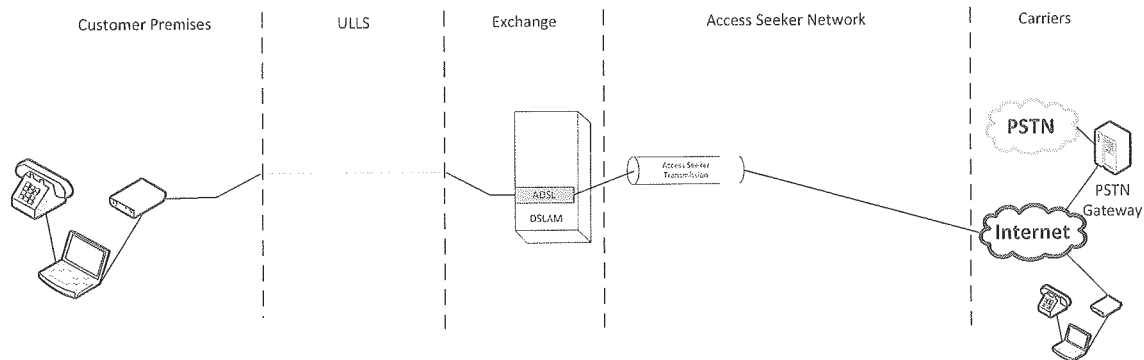 Customer Premises
ULLS
Exchange
Access Seeker Network
Carriers
PSTN
Access Seeker
Transmission
ADSL
DSLAM
PSTN
Gateway
Internet